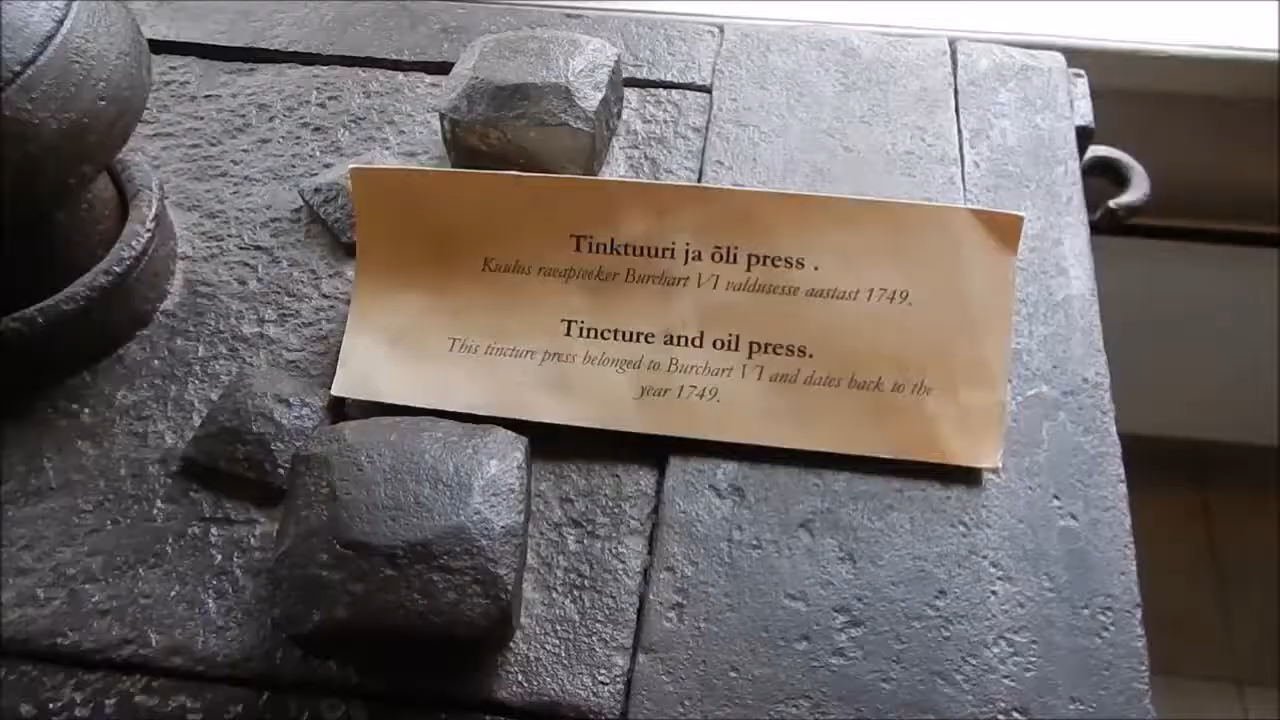 Tinktuuri ja õli press .
Kuulus raeapteeker Burchart VI valdusesse aastast 1749.
Tincture and oil press.
This tincture press belonged to Burchart VI and dates back to the
year 1749.